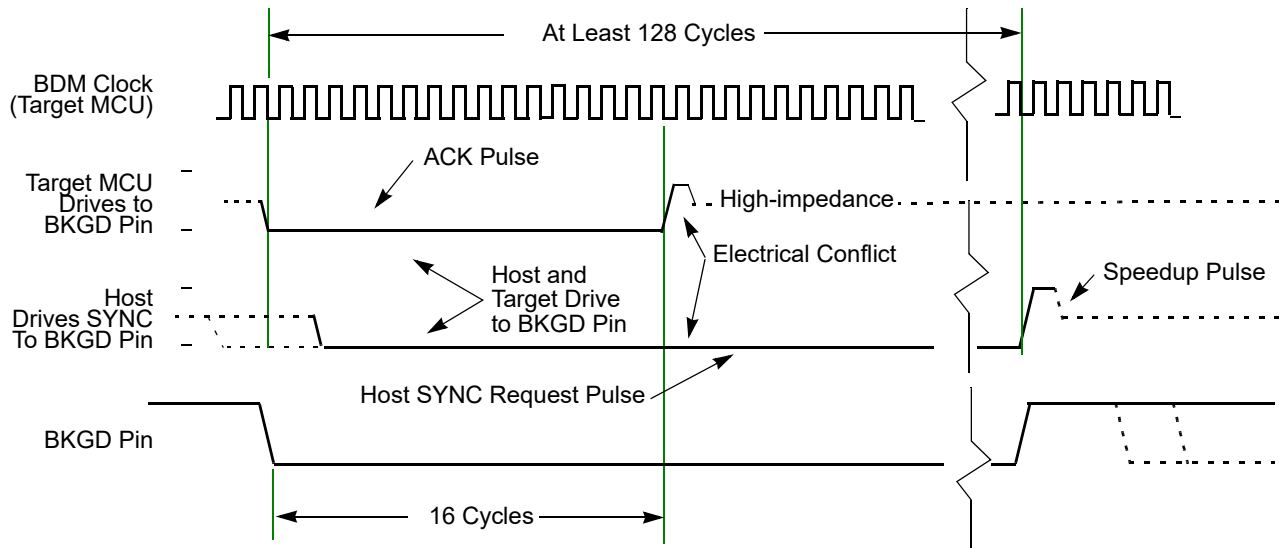 At Least 128 Cycles
BDM Clock
(Target MCU)
ACK Pulse
Target MCU
Drives to
BKGD Pin
High-impedance
Electrical Conflict
Host and
Target Drive
to BKGD Pin
Speedup Pulse
Host
Drives SYNC
To BKGD Pin
Host SYNC Request Pulse
BKGD Pin
16 Cycles